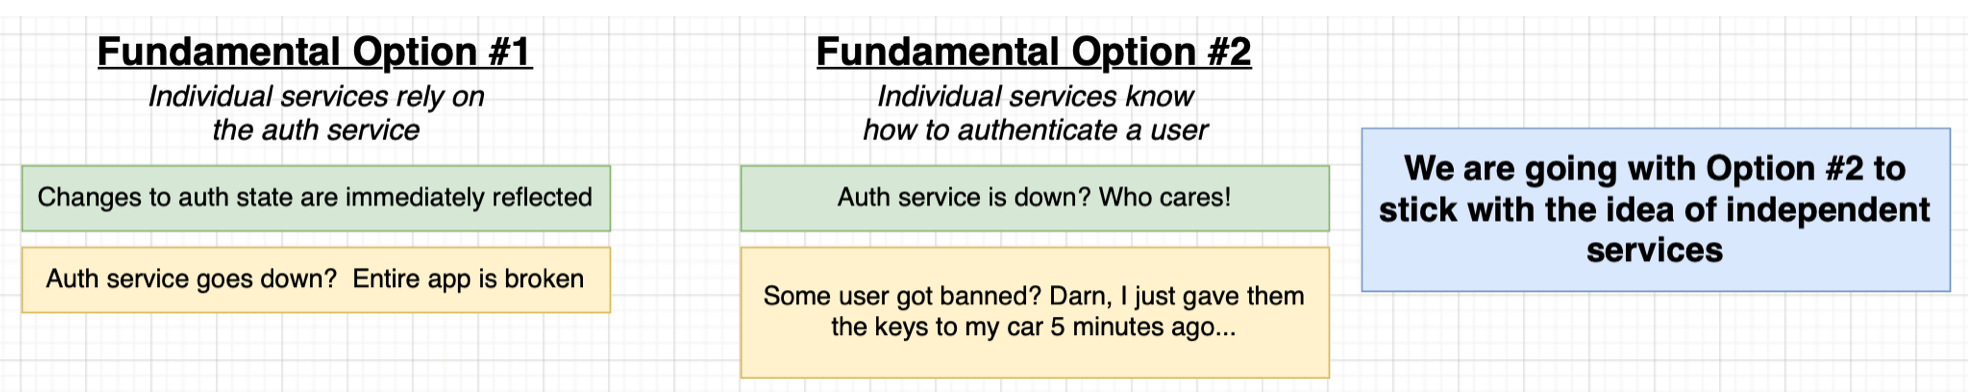 Fundamental Option #1
Individual services rely on
the auth service
Changes to auth state are immediately reflected
Auth service goes down?  Entire app is broken
Fundamental Option #2
Individual services know
how to authenticate a user
Auth service is down? Who cares!
Some user got banned? Darn, I just gave them
the keys to my car 5 minutes ago...
We are going with Option #2 to
stick with the idea of independent
services